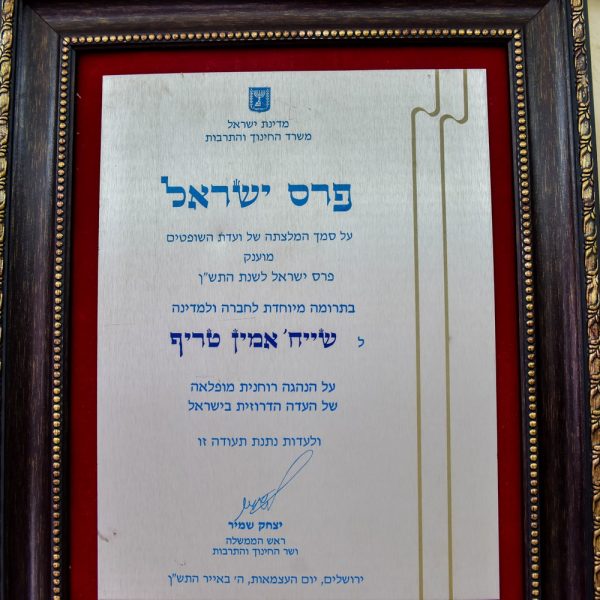 מדינת ישראל
משרד החינוך והתרבות
פרס ישראל
על סמך המלצתה של ועדת השופטים
מוענק
פרס ישראל לשנת התש"ן
בתרומה מיוחדת לחברה ולמדינה
ל שייח' אמין טריף
על הנהגה רוחנית מופלאה
של העדה הדרוזית בישראל
ולעדות נתנת תעודה זו
יצחק שמיר
ראש הממשלה
ושר החינוך והתרבות
ירושלים, יום העצמאות, ה' באייר התש"ן